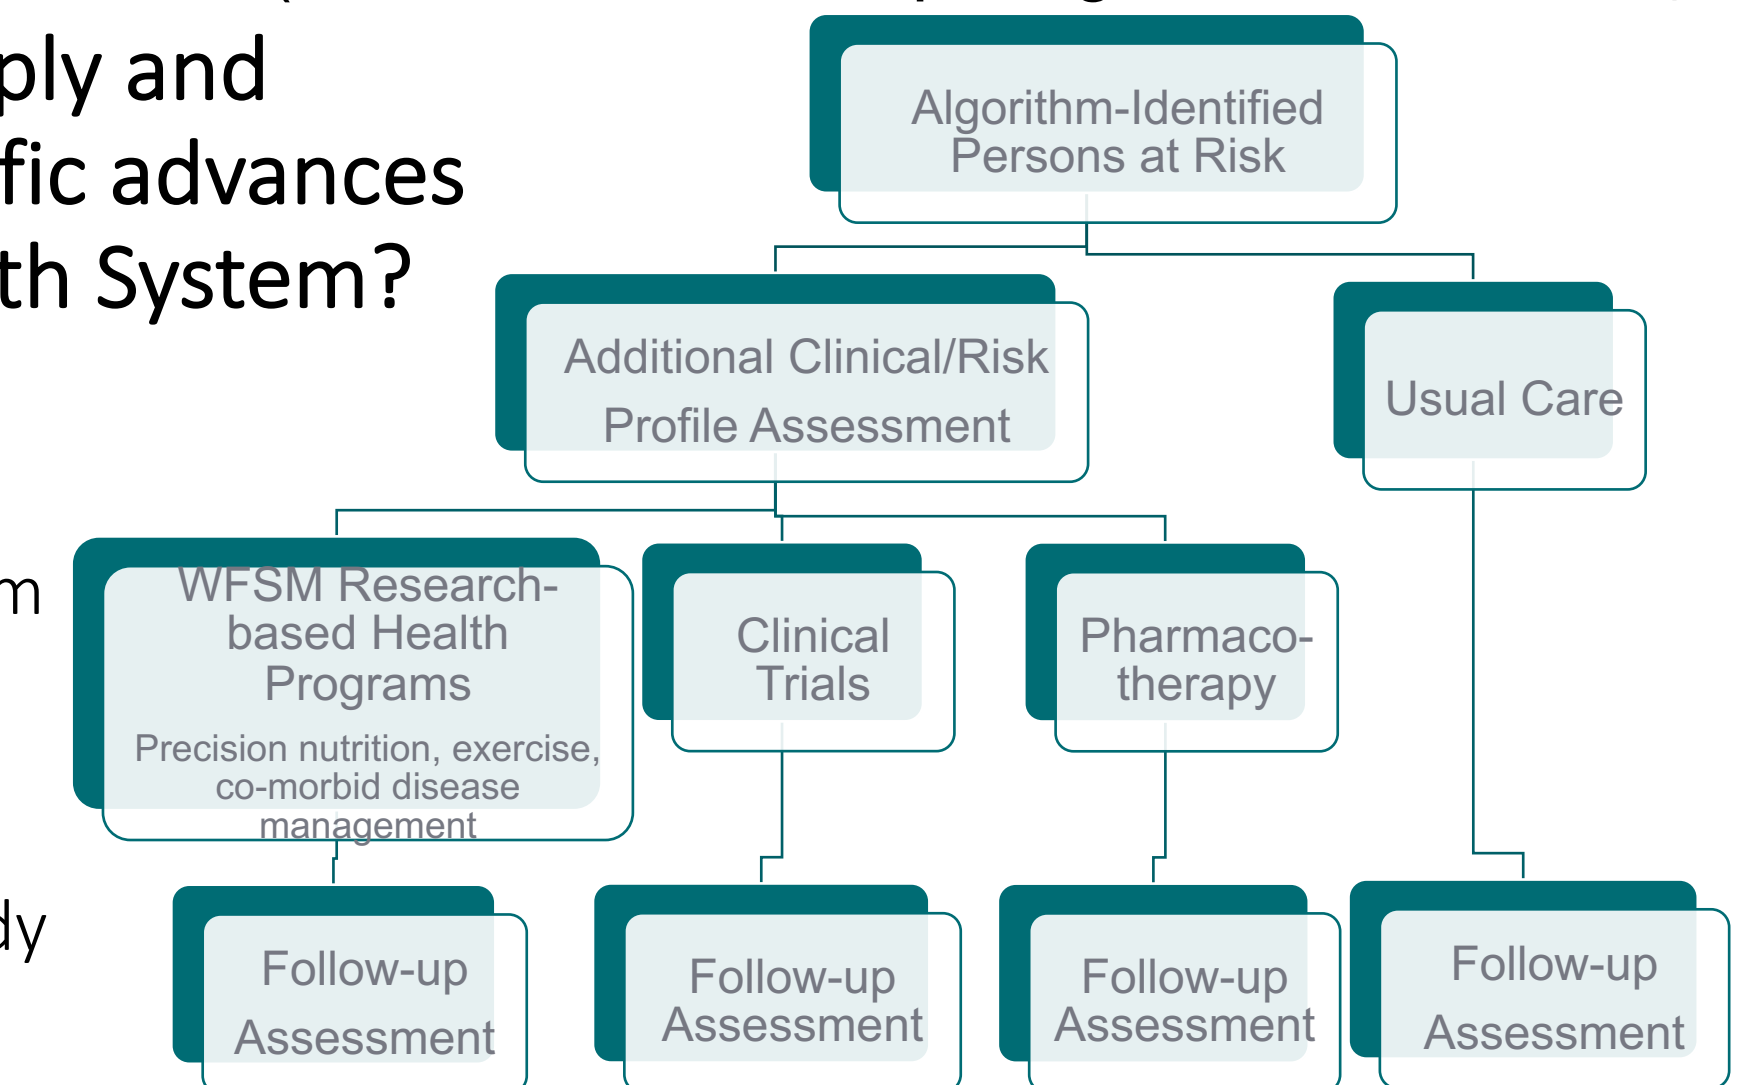 ply and
fic advances
th System?
m
dy
Algorithm-Identified
Persons at Risk
Additional Clinical/Risk
Profile Assessment
Usual Care
WFSM Research-
based Health
Programs
Precision nutrition, exercise,
co-morbid disease
management
Clinical
Trials
Pharmaco-
therapy
Follow-up
Assessment
Follow-up
Assessment
Follow-up
Assessment
Follow-up
Assessment